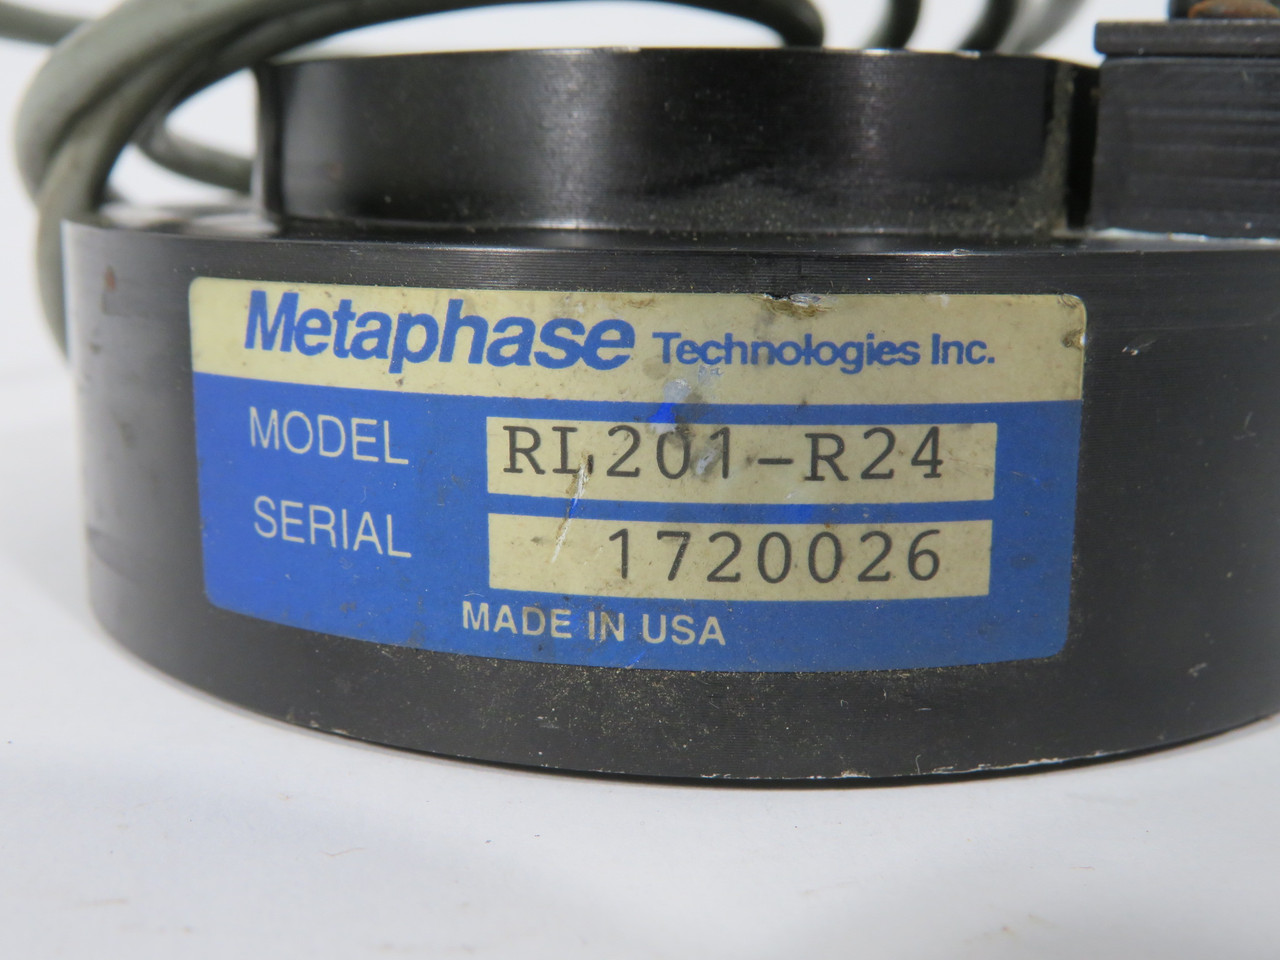 Metaphase Technologies Inc.
MODEL RL201-R24
SERIAL 1720026
MADE IN USA